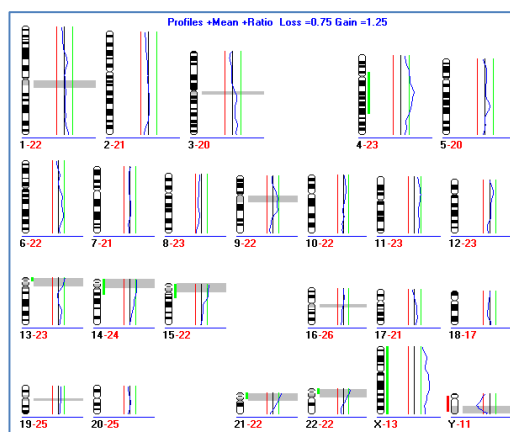 Profiles +Mean +Ratio Loss =0.75 Gain =1.25
1-22 2-21 3-20 4-23 5-20
6-22 7-21 8-23 9-22 10-22 11-23 12-23
13-23 14-24 15-22 16-26 17-21 18-17
19-25 20-25 21-22 22-22 X-13 Y-11